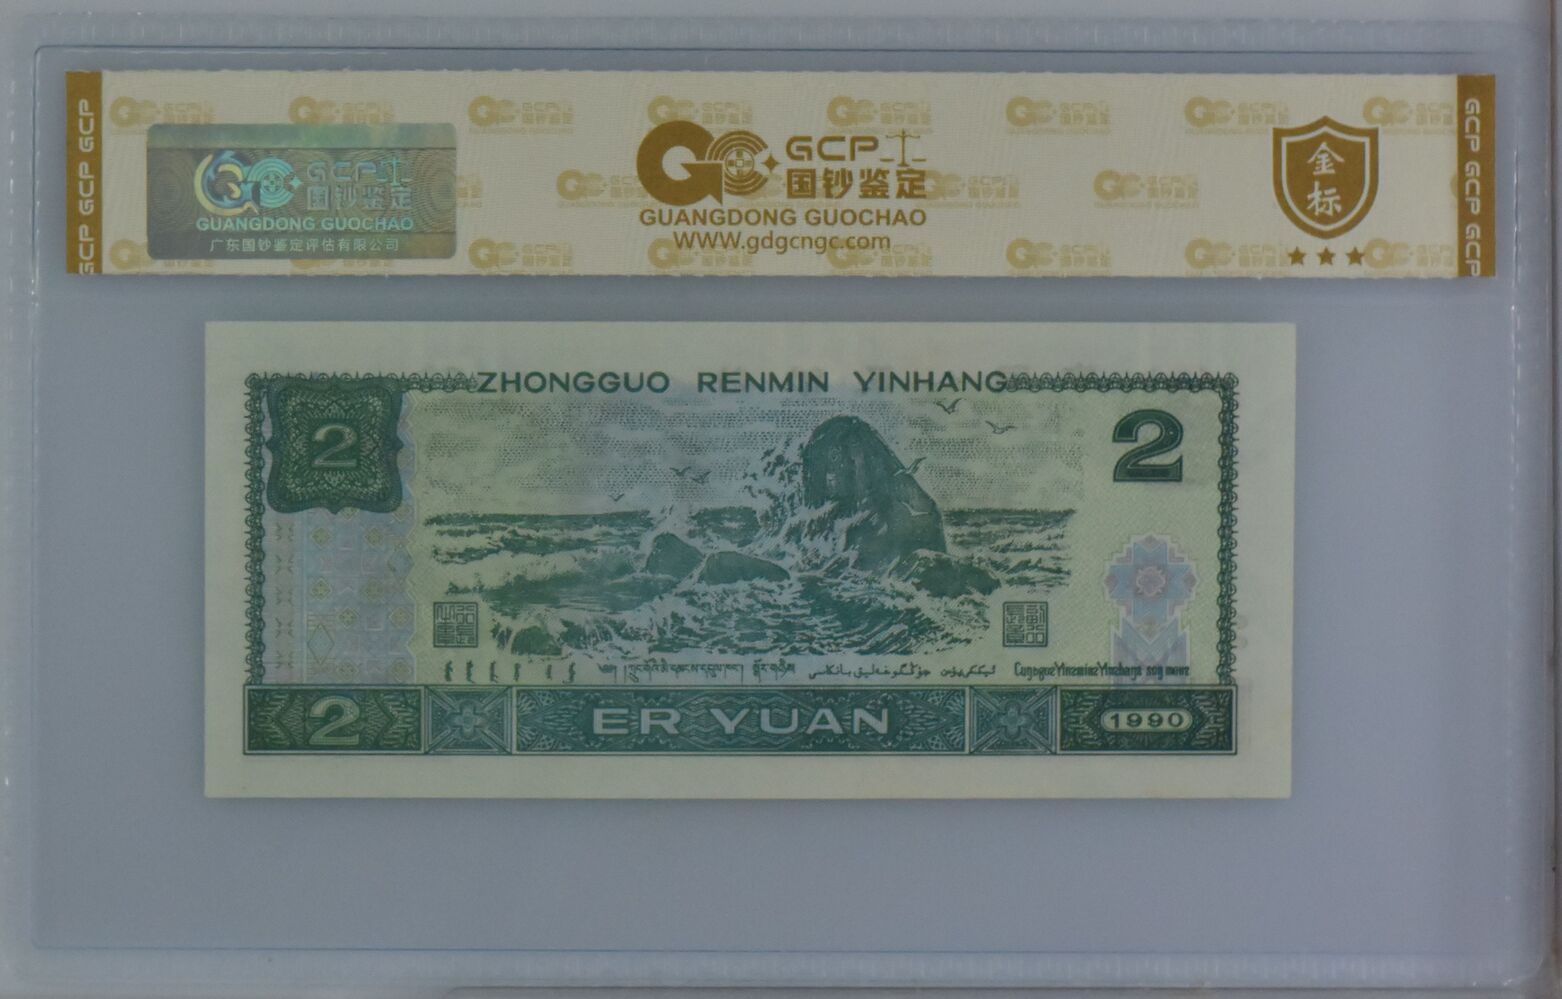 GCP GCP GCP
GCP
国钞鉴定
GUANGDONG GUOCHAO
广东国钞鉴定评估有限公司
GCP
国钞鉴定
GUANGDONG GUOCHAO
WWW.gdgcngc.com
金
标
GCP GCP GCP
ZHONGGUO RENMIN YINHANG
2
2
2
ER YUAN
1990